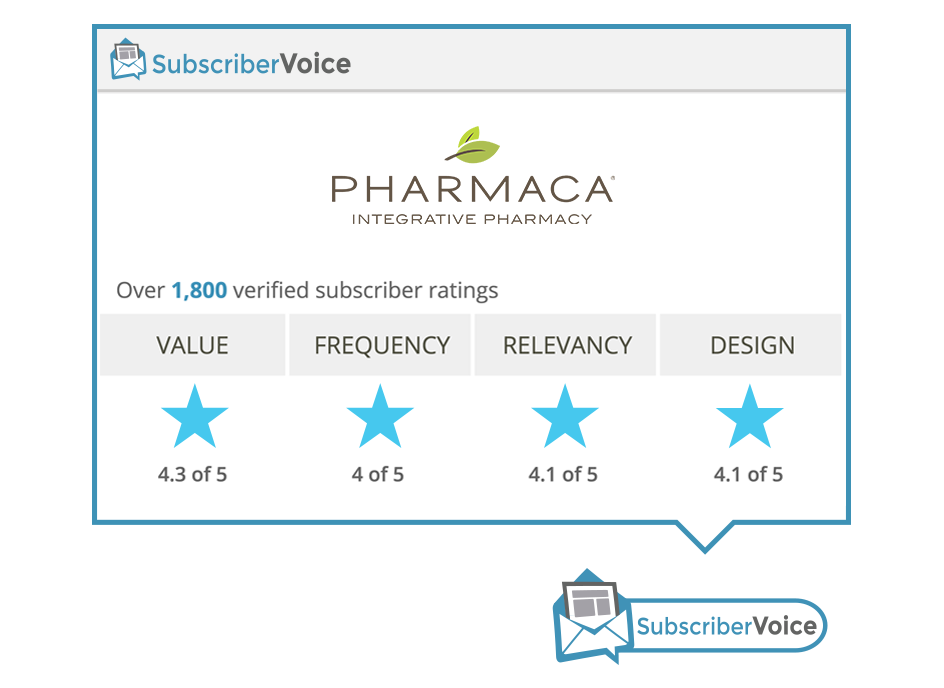 SubscriberVoice
PHARMACA®
INTEGRATIVE PHARMACY
Over 1,800 verified subscriber ratings
VALUE FREQUENCY RELEVANCY DESIGN
4.3 of 5 4 of 5 4.1 of 5 4.1 of 5
SubscriberVoice